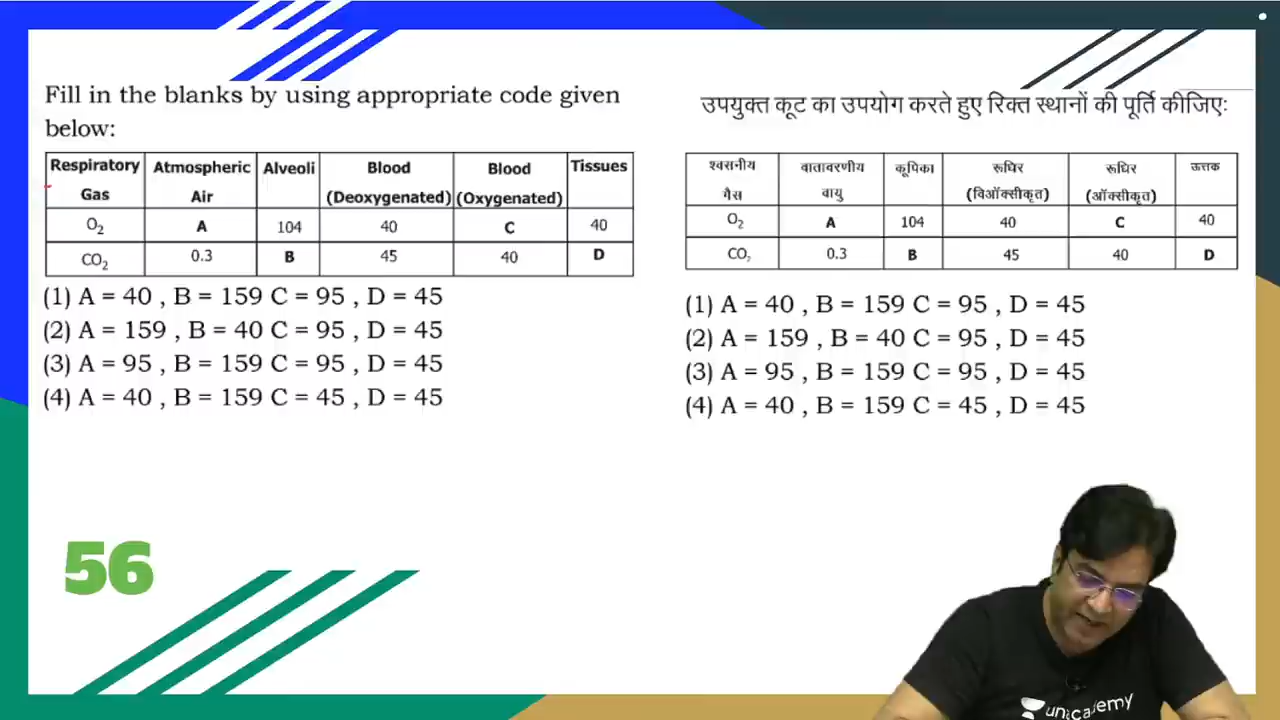 Fill in the blanks by using appropriate code given
below:
Respiratory Gas | Atmospheric Air | Alveoli | Blood (Deoxygenated) | Blood (Oxygenated) | Tissues
O₂ | A | 104 | 40 | C | 40
CO₂ | 0.3 | B | 45 | 40 | D
(1) A = 40 , B = 159 C = 95 , D = 45
(2) A = 159 , B = 40 C = 95 , D = 45
(3) A = 95 , B = 159 C = 95 , D = 45
(4) A = 40 , B = 159 C = 45 , D = 45
56
उपयुक्त कूट का उपयोग करते हुए रिक्त स्थानों की पूर्ति कीजिए:
श्वसनीय गैस | वातावरणीय वायु | कूपिका | रूधिर (विऑक्सीकृत) | रूधिर (ऑक्सीकृत) | ऊत्तक
O₂ | A | 104 | 40 | C | 40
CO₂ | 0.3 | B | 45 | 40 | D
(1) A = 40 , B = 159 C = 95 , D = 45
(2) A = 159 , B = 40 C = 95 , D = 45
(3) A = 95 , B = 159 C = 95 , D = 45
(4) A = 40 , B = 159 C = 45 , D = 45
unacademy